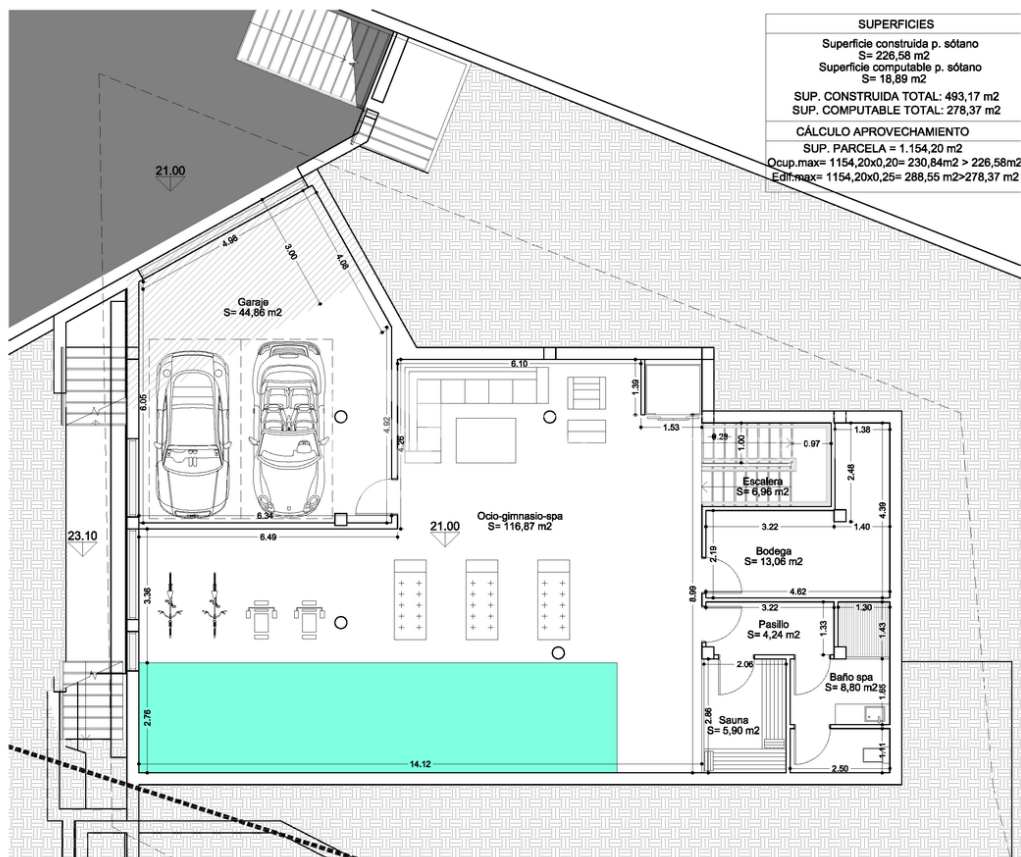 SUPERFICIES
Superficie construida p. sótano
S= 226,58 m2
Superficie computable p. sótano
S= 18,89 m2
SUP. CONSTRUIDA TOTAL: 493,17 m2
SUP. COMPUTABLE TOTAL: 278,37 m2
CÁLCULO APROVECHAMIENTO
SUP. PARCELA = 1.154,20 m2
Ocup.max= 1154,20x0,20= 230,84m2 > 226,58m2
Edif.max= 1154,20x0,25= 288,55 m2>278,37 m2
21.00
4.98
3.00
4.08
Garaje
S= 44,86 m2
6.10
1.39
6.05
4.92
4.26
1.53
0.28
1.00
0.97
1.38
2.48
Escalera
S= 6,96 m2
4.39
6.34
Ocio-gimnasio-spa
S= 116,87 m2
21.00
3.22
1.40
6.49
23.10
2.19
Bodega
S= 13,06 m2
8.99
4.62
3.36
3.22
1.30
Pasillo
S= 4,24 m2
1.33
1.43
2.06
Baño spa
S= 8,80 m2
1.65
2.76
2.86
Sauna
S= 5,90 m2
1.11
14.12
2.50